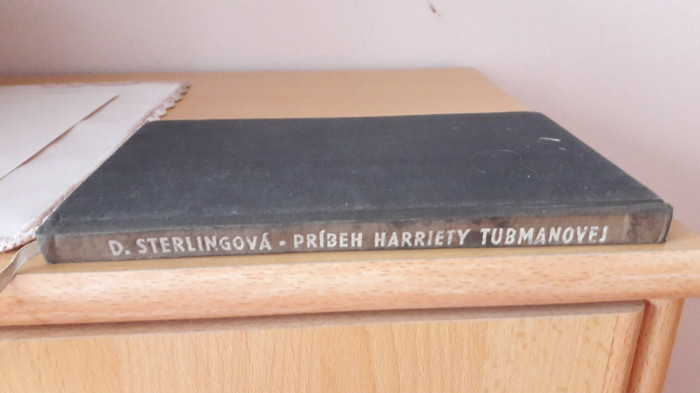 D. STERLINGOVÁ · PRÍBEH HARRIETY TUBMANOVEJ